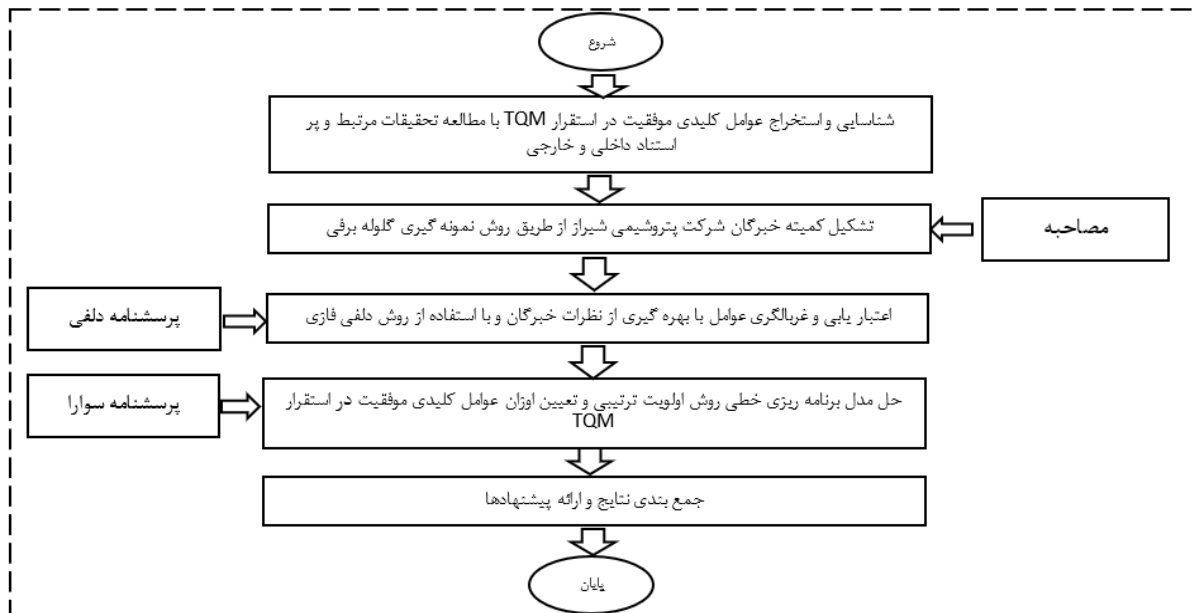 شروع
شناسایی و استخراج عوامل کلیدی موفقیت در استقرار TQM با مطالعه تحقیقات مرتبط و پر
استناد داخلی و خارجی
تشکیل کمیته خبرگان شرکت پتروشیمی شیراز از طریق روش نمونه گیری گلوله برفی
مصاحبه
اعتبار یابی و غربالگری عوامل با بهره گیری از نظرات خبرگان و با استفاده از روش دلفی فازی
پرسشنامه دلفی
حل مدل برنامه ریزی خطی روش اولویت ترتیبی و تعیین اوزان عوامل کلیدی موفقیت در استقرار
TQM
پرسشنامه سوارا
جمع بندی نتایج و ارائه پیشنهادها
پایان